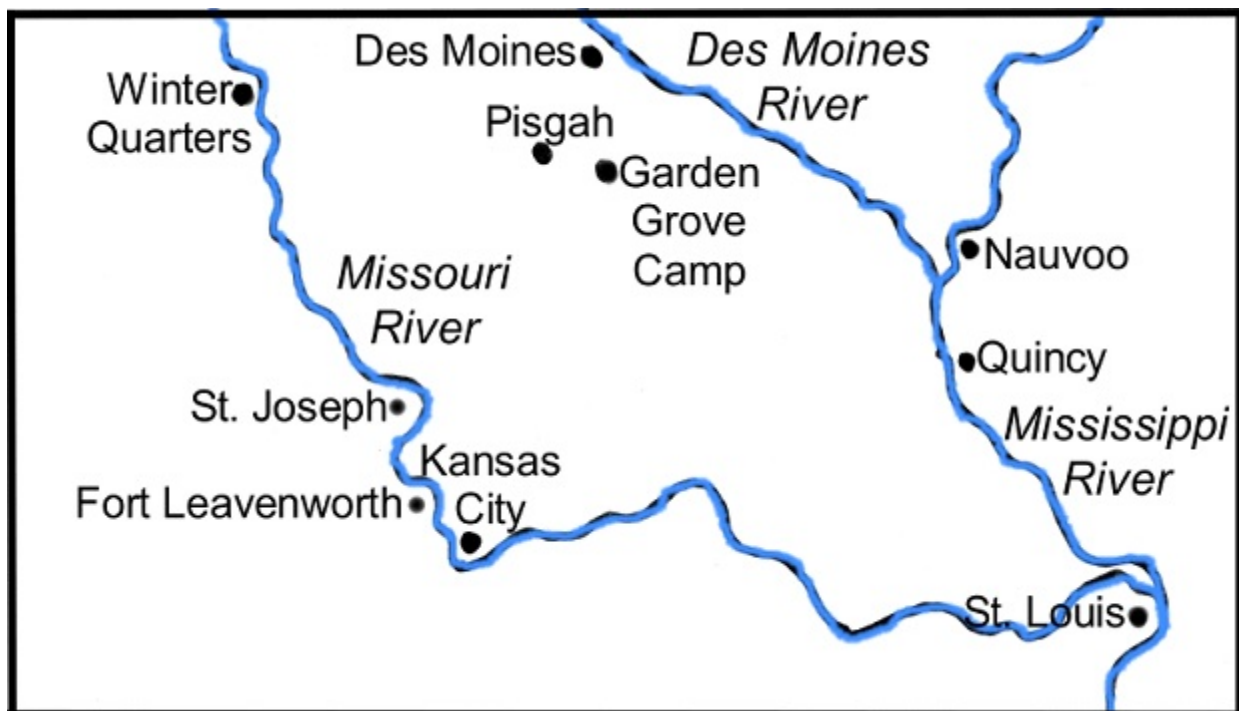 Des Moines
Des Moines
River
Winter
Quarters
Pisgah
Garden
Grove
Camp
Nauvoo
Missouri
River
Quincy
St. Joseph
Mississippi
River
Kansas
City
Fort Leavenworth
St. Louis